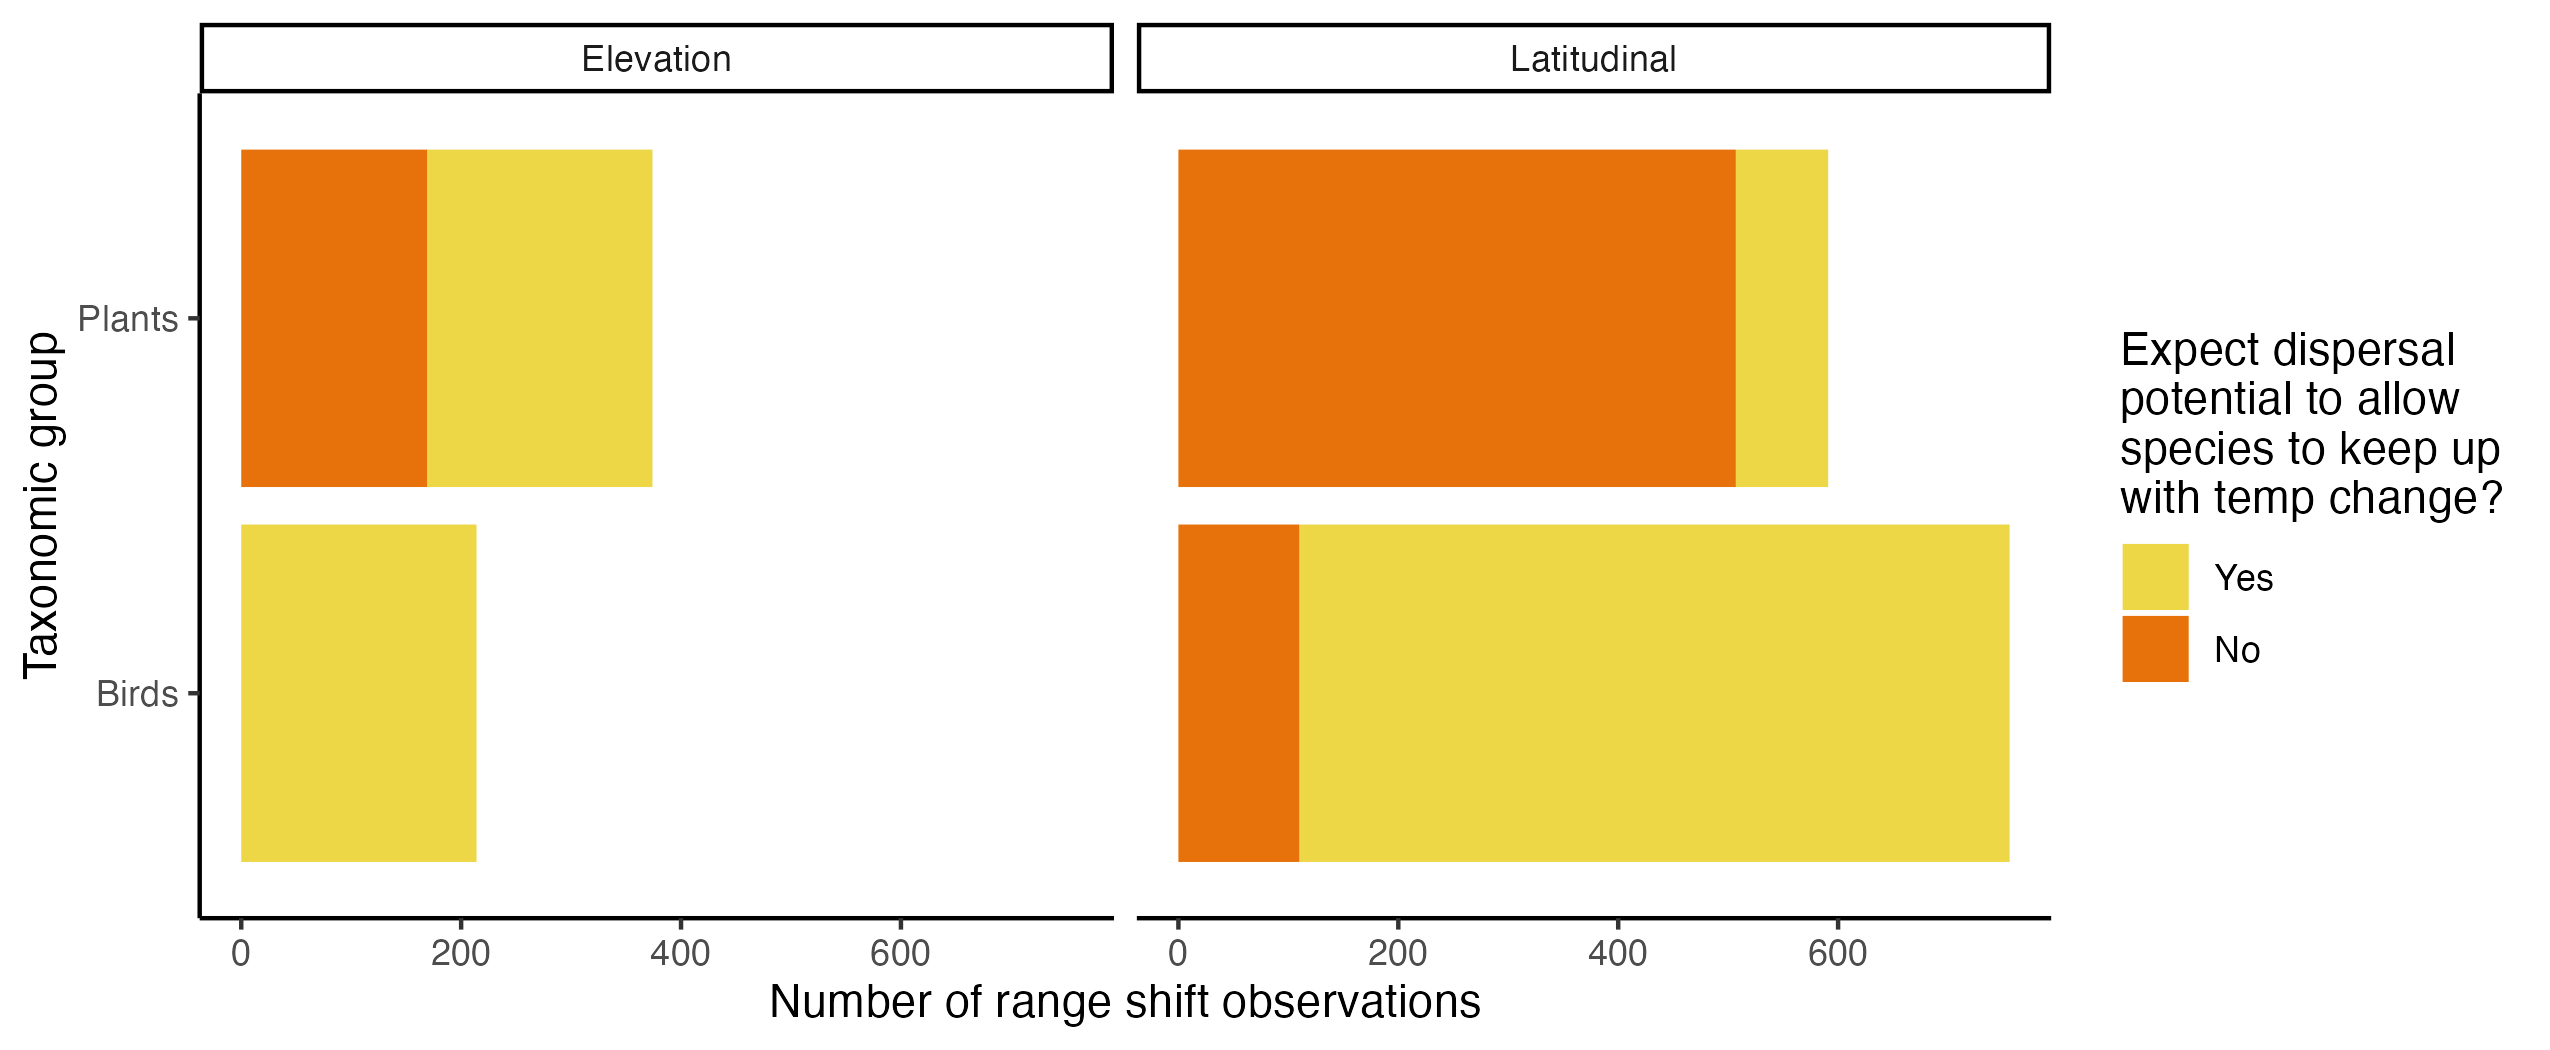 Elevation
Latitudinal
Taxonomic group
Plants
Birds
0
200
400
600
0
200
400
600
Number of range shift observations
Expect dispersal
potential to allow
species to keep up
with temp change?
Yes
No